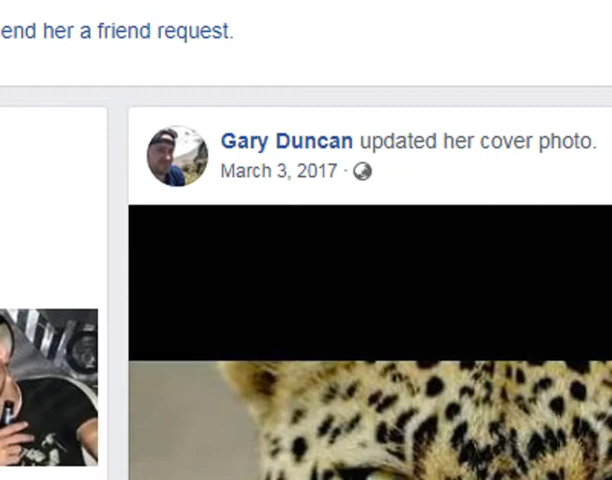 end her a friend request.
Gary Duncan updated her cover photo.
March 3, 2017 ·